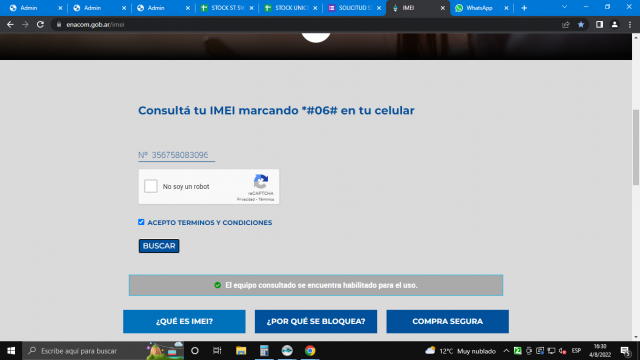 Admin
Admin
Admin
STOCK ST SW
STOCK UNIC
SOLICITUD S
IMEI
WhatsApp
enacom.gob.ar/imei
Consultá tu IMEI marcando *#06# en tu celular
Nº 356758083096
No soy un robot
reCAPTCHA
Privacidad - Términos
ACEPTO TERMINOS Y CONDICIONES
BUSCAR
El equipo consultado se encuentra habilitado para el uso.
¿QUÉ ES IMEI?
¿POR QUÉ SE BLOQUEA?
COMPRA SEGURA
Escribe aquí para buscar
12°C Muy nublado
ESP
16:30
4/8/2022